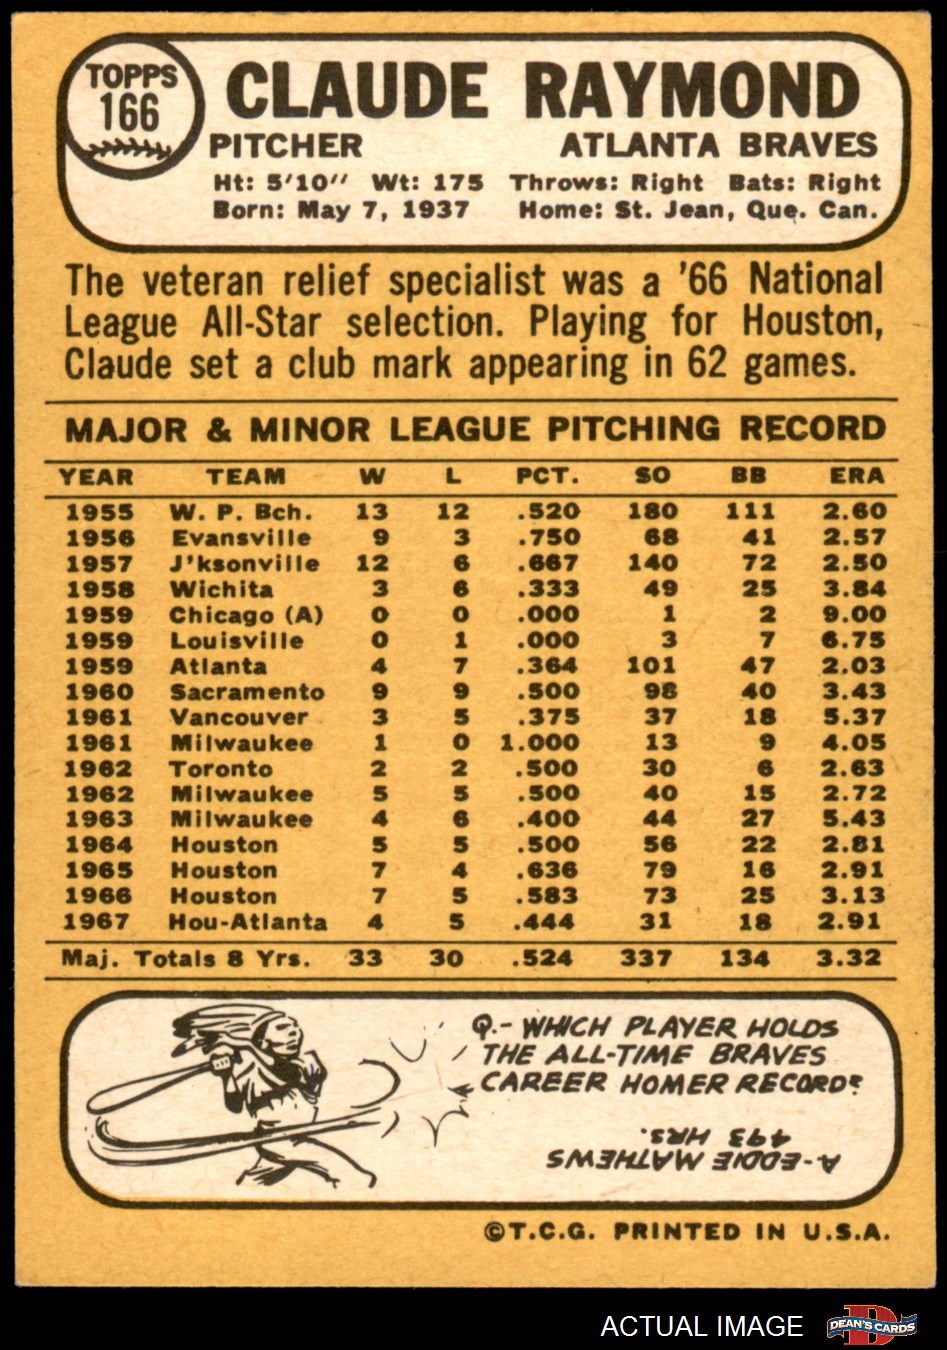 TOPPS
166
CLAUDE RAYMOND
PITCHER ATLANTA BRAVES
Ht: 5'10" Wt: 175 Throws: Right Bats: Right
Born: May 7, 1937 Home: St. Jean, Que. Can.
The veteran relief specialist was a '66 National
League All-Star selection. Playing for Houston,
Claude set a club mark appearing in 62 games.
MAJOR & MINOR LEAGUE PITCHING RECORD
YEAR TEAM W L PCT. SO BB ERA
1955 W. P. Bch. 13 12 .520 180 111 2.60
1956 Evansville 9 3 .750 68 41 2.57
1957 J'ksonville 12 6 .667 140 72 2.50
1958 Wichita 3 6 .333 49 25 3.84
1959 Chicago (A) 0 0 .000 1 2 9.00
1959 Louisville 0 1 .000 3 7 6.75
1959 Atlanta 4 7 .364 101 47 2.03
1960 Sacramento 9 9 .500 98 40 3.43
1961 Vancouver 3 5 .375 37 18 5.37
1961 Milwaukee 1 0 1.000 13 9 4.05
1962 Toronto 2 2 .500 30 6 2.63
1962 Milwaukee 5 5 .500 40 15 2.72
1963 Milwaukee 4 6 .400 44 27 5.43
1964 Houston 5 5 .500 56 22 2.81
1965 Houston 7 4 .636 79 16 2.91
1966 Houston 7 5 .583 73 25 3.13
1967 Hou-Atlanta 4 5 .444 31 18 2.91
Maj. Totals 8 Yrs. 33 30 .524 337 134 3.32
Q.- WHICH PLAYER HOLDS
THE ALL-TIME BRAVES
CAREER HOMER RECORD?
A-EDDIE MATHEWS
493 HRS.
©T.C.G. PRINTED IN U.S.A.
ACTUAL IMAGE
DEAN'S CARDS